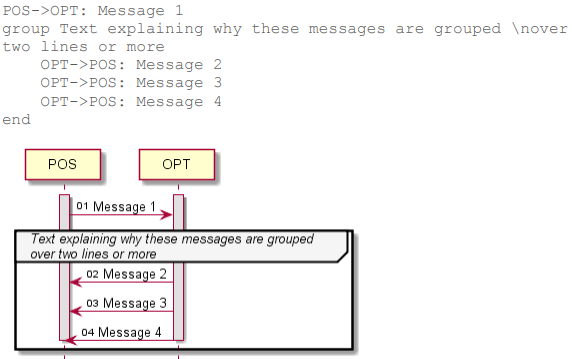 POS->OPT: Message 1
group Text explaining why these messages are grouped \nover
two lines or more
    OPT->POS: Message 2
    OPT->POS: Message 3
    OPT->POS: Message 4
end
POS OPT
01 Message 1
Text explaining why these messages are grouped
over two lines or more
02 Message 2
03 Message 3
04 Message 4